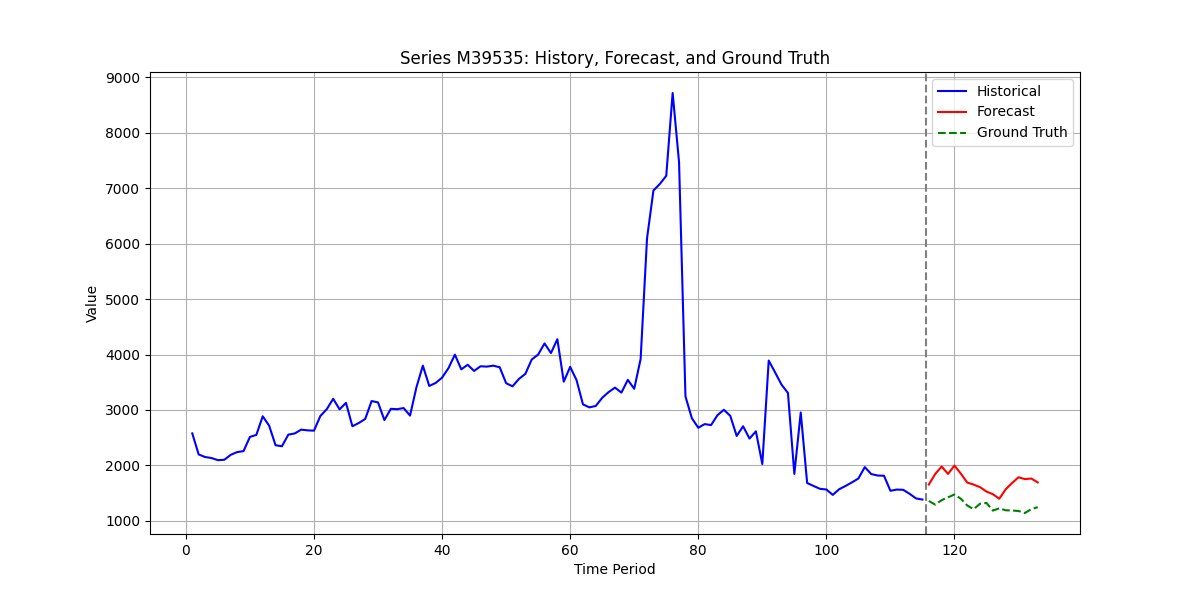 Series M39535: History, Forecast, and Ground Truth
9000
8000
7000
6000
5000
4000
3000
2000
1000
Value
Historical
Forecast
Ground Truth
0
20
40
60
80
100
120
Time Period